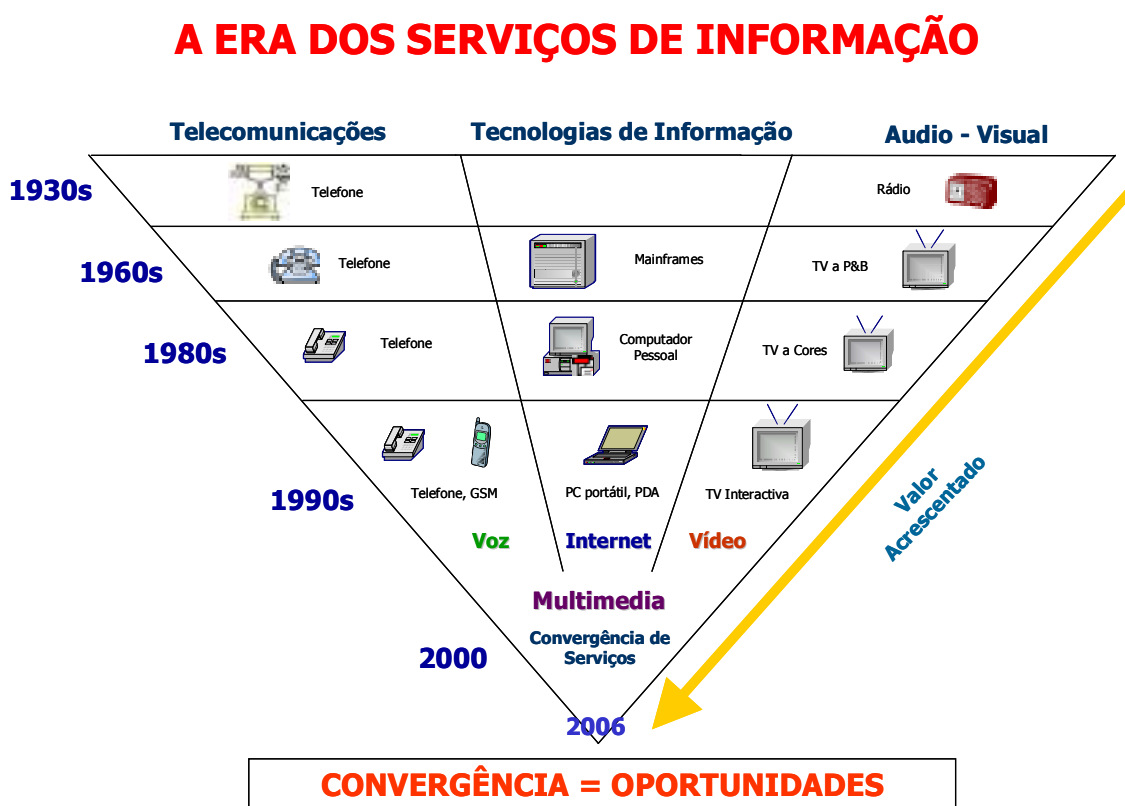 A ERA DOS SERVIÇOS DE INFORMAÇÃO
Telecomunicações
Tecnologias de Informação
Audio - Visual
1930s
Telefone
Rádio
1960s
Telefone
Mainframes
TV a P&B
1980s
Telefone
Computador
Pessoal
TV a Cores
1990s
Telefone, GSM
PC portátil, PDA
TV Interactiva
Voz
Internet
Vídeo
Valor
Acrescentado
Multimedia
2000
Convergência de
Serviços
2006
CONVERGÊNCIA = OPORTUNIDADES